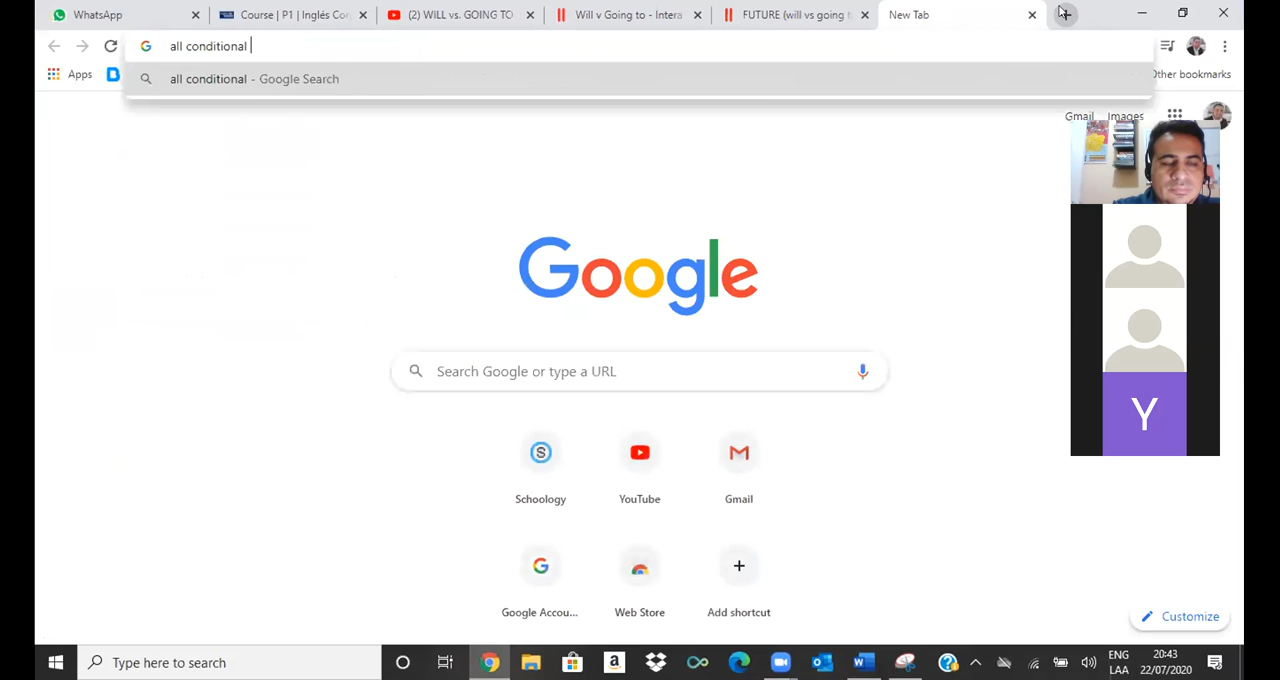 WhatsApp
Course | P1 | Inglés Cor
(2) WILL vs. GOING TO
Will v Going to - Intera
FUTURE (will vs going t
New Tab
all conditional
Apps
Other bookmarks
all conditional - Google Search
Gmail
Images
Google
Search Google or type a URL
Y
S
Schoology
YouTube
Gmail
Google Accou...
Web Store
Add shortcut
Customize
Type here to search
ENG
LAA
20:43
22/07/2020